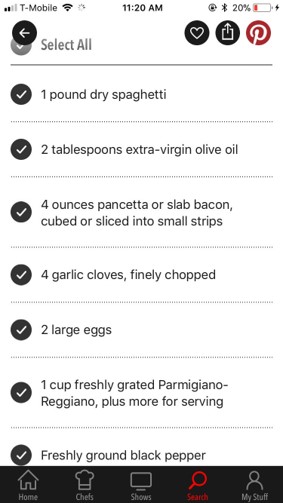 T-Mobile 11:20 AM 20%
Select All
1 pound dry spaghetti
2 tablespoons extra-virgin olive oil
4 ounces pancetta or slab bacon,
cubed or sliced into small strips
4 garlic cloves, finely chopped
2 large eggs
1 cup freshly grated Parmigiano-
Reggiano, plus more for serving
Freshly ground black pepper
Home Chefs Shows Search My Stuff